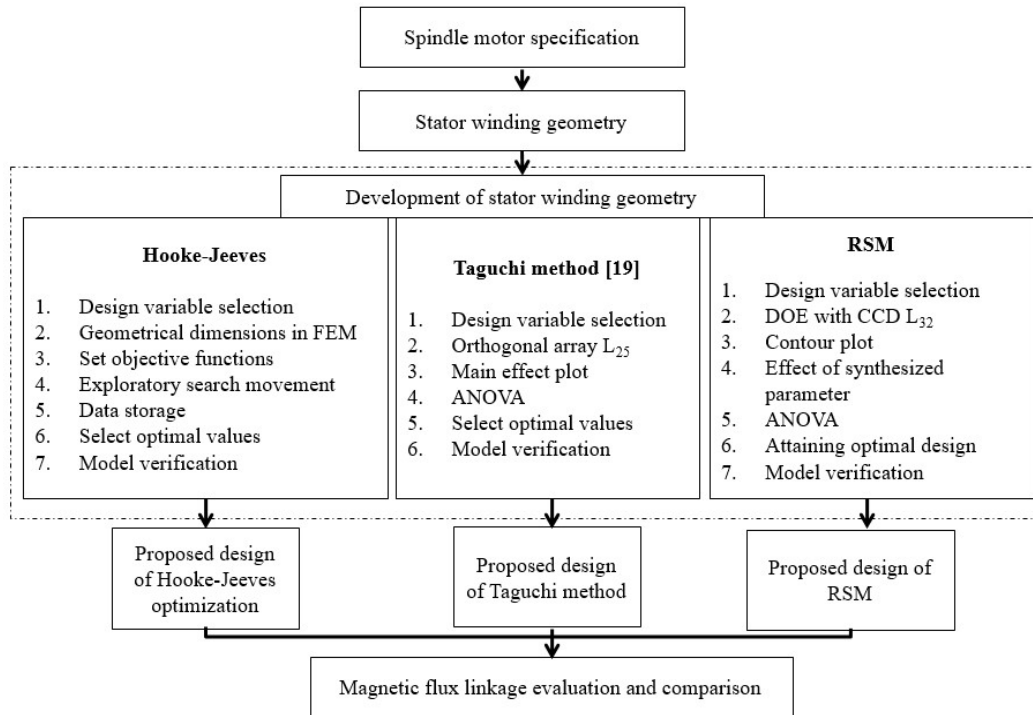 Spindle motor specification
Stator winding geometry
Development of stator winding geometry
Hooke-Jeeves
1. Design variable selection
2. Geometrical dimensions in FEM
3. Set objective functions
4. Exploratory search movement
5. Data storage
6. Select optimal values
7. Model verification
Taguchi method [19]
1. Design variable selection
2. Orthogonal array L25
3. Main effect plot
4. ANOVA
5. Select optimal values
6. Model verification
RSM
1. Design variable selection
2. DOE with CCD L32
3. Contour plot
4. Effect of synthesized
parameter
5. ANOVA
6. Attaining optimal design
7. Model verification
Proposed design
of Hooke-Jeeves
optimization
Proposed design
of Taguchi method
Proposed design of
RSM
Magnetic flux linkage evaluation and comparison